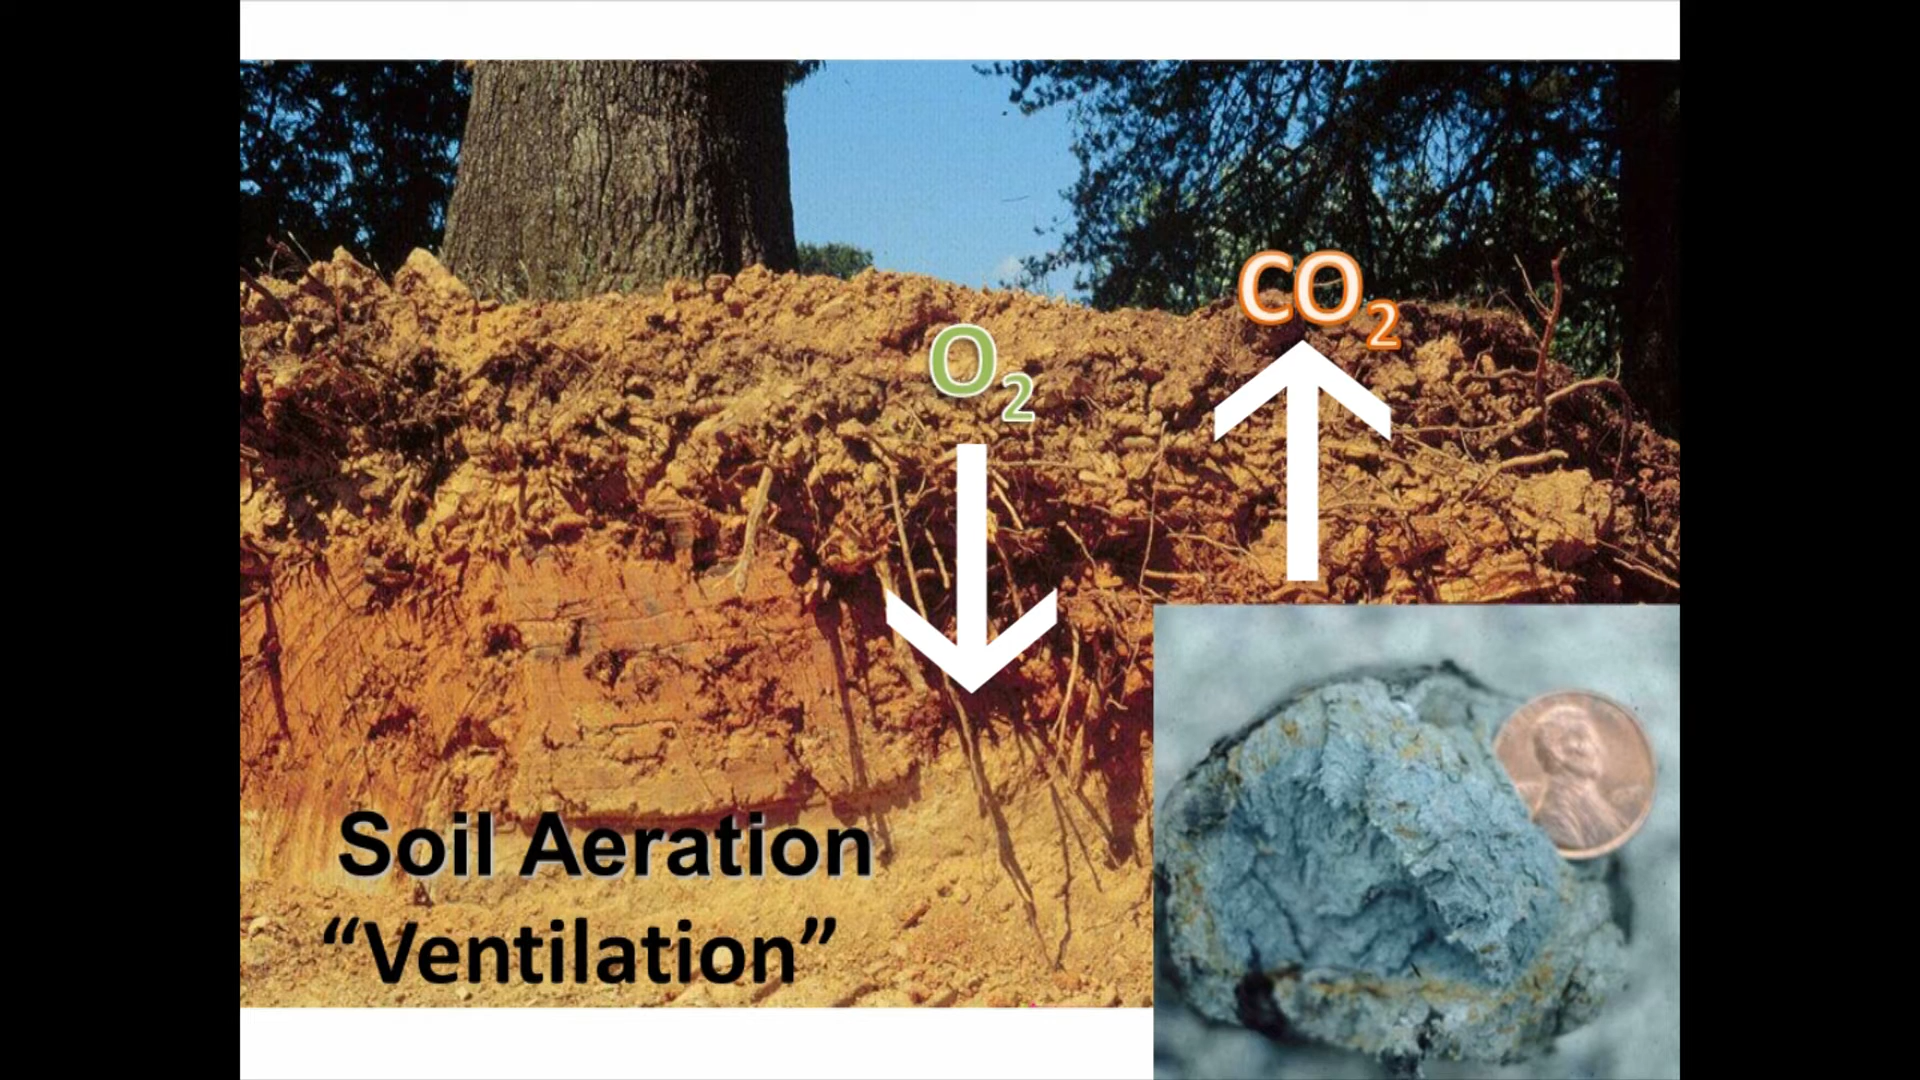 CO₂
O₂
Soil Aeration
“Ventilation”